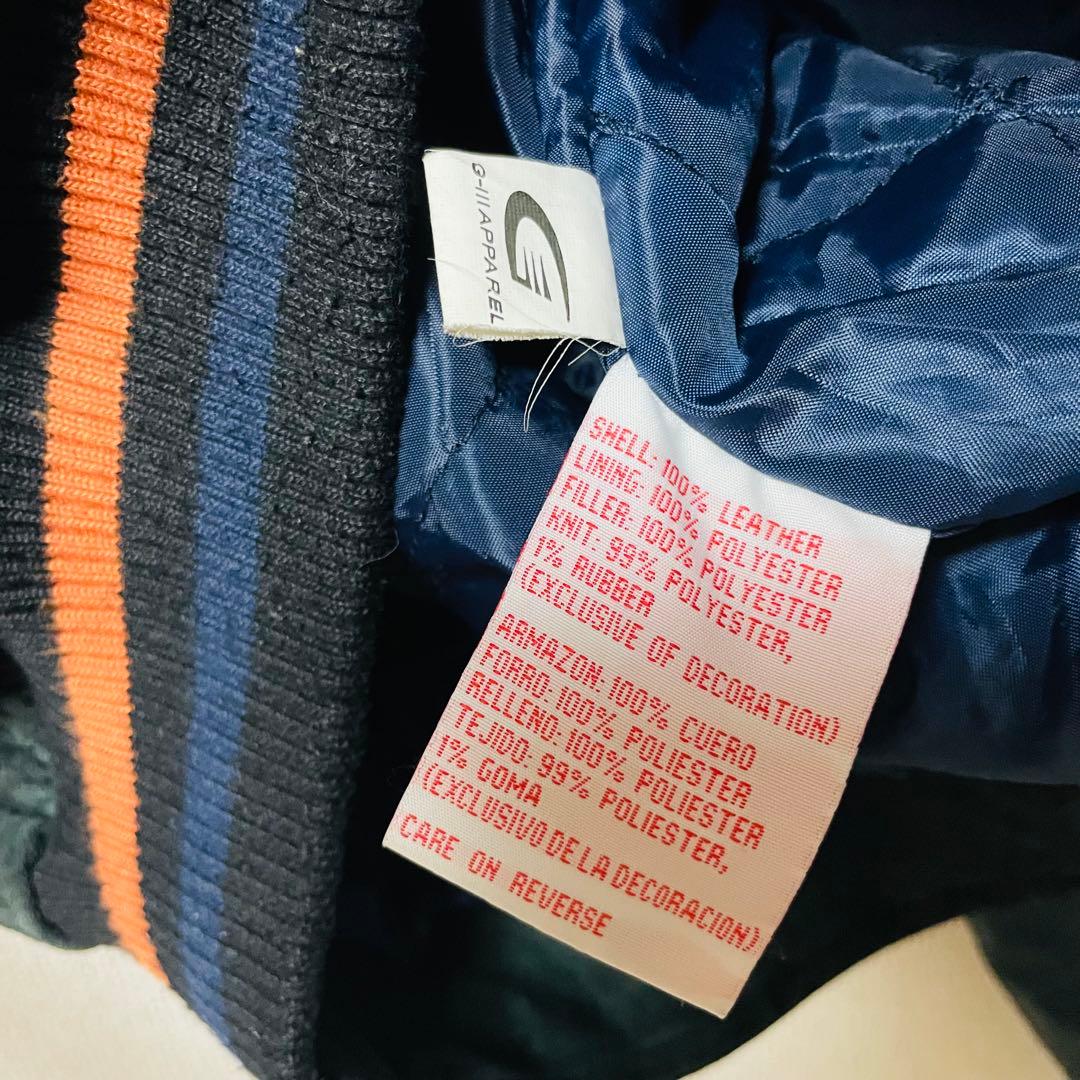 G-III APPAREL
SHELL: 100% LEATHER
LINING: 100% POLYESTER
FILLER: 100% POLYESTER
KNIT: 99% POLYESTER,
1% RUBBER
(EXCLUSIVE OF DECORATION)
ARMAZON: 100% CUERO
FORRO: 100% POLIESTER
RELLENO: 100% POLIESTER
TEJIDO: 99% POLIESTER,
1% GOMA
(EXCLUSIVO DE LA DECORACION)
CARE ON REVERSE